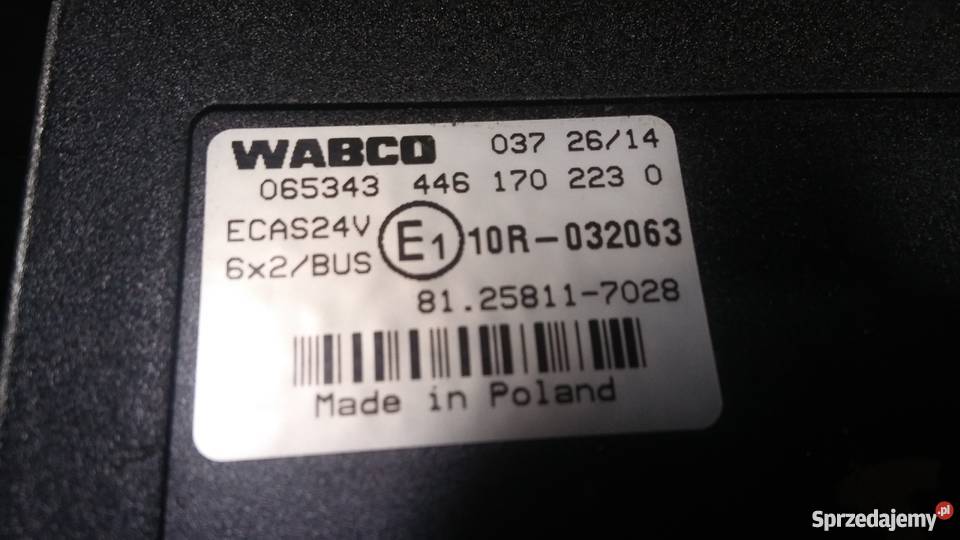 WABCO 037 26/14
065343 446 170 223 0
ECAS24V E1 10R-032063
6x2/BUS
81.25811-7028
Made in Poland
Sprzedajemy.pl